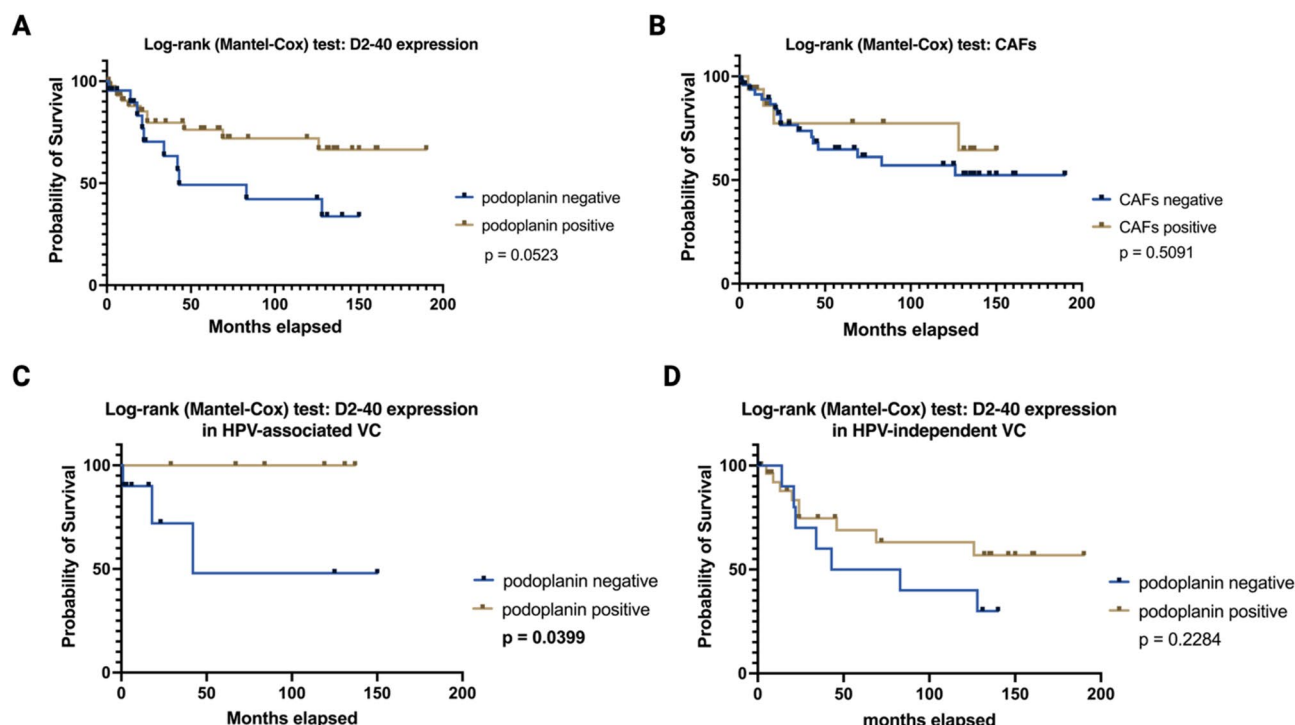 A
Log-rank (Mantel-Cox) test: D2-40 expression
Probability of Survival
100
50
0
0 50 100 150 200
Months elapsed
podoplanin negative
podoplanin positive
p = 0.0523
B
Log-rank (Mantel-Cox) test: CAFs
Probability of Survival
100
50
0
0 50 100 150 200
Months elapsed
CAFs negative
CAFs positive
p = 0.5091
C
Log-rank (Mantel-Cox) test: D2-40 expression
in HPV-associated VC
Probability of Survival
100
50
0
0 50 100 150 200
Months elapsed
podoplanin negative
podoplanin positive
p = 0.0399
D
Log-rank (Mantel-Cox) test: D2-40 expression
in HPV-independent VC
Probability of Survival
100
50
0
0 50 100 150 200
months elapsed
podoplanin negative
podoplanin positive
p = 0.2284